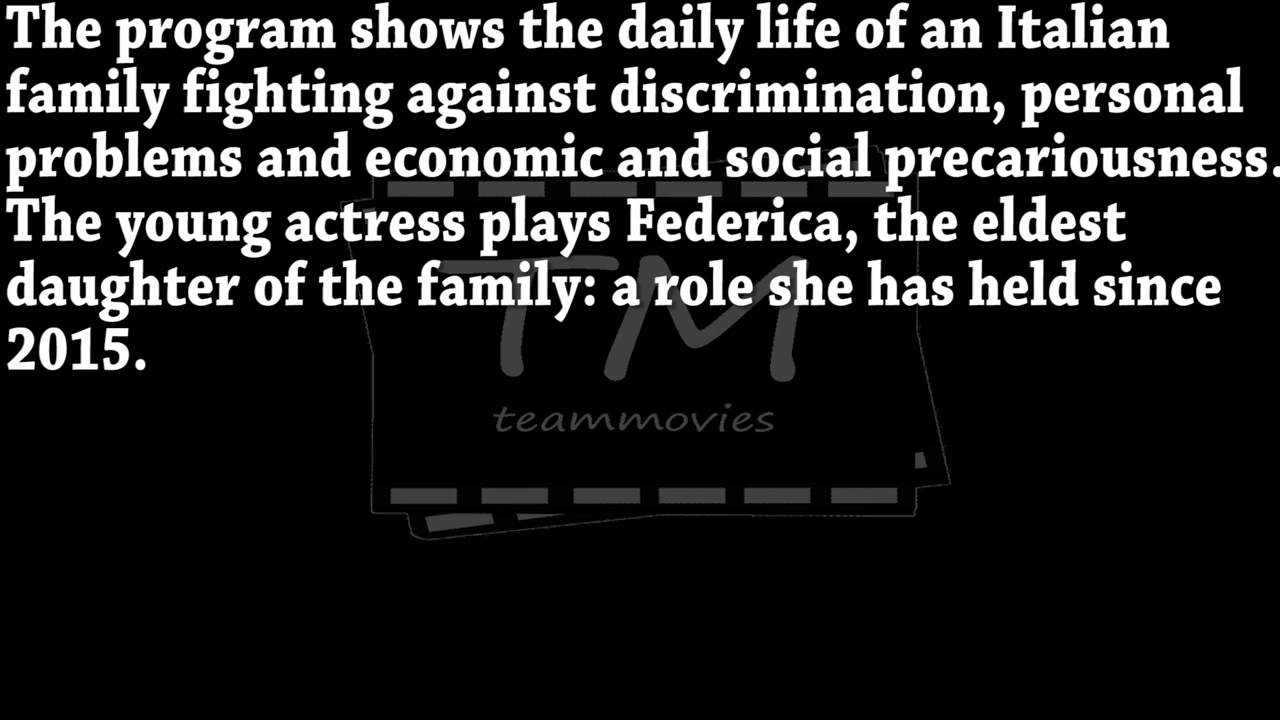 The program shows the daily life of an Italian
family fighting against discrimination, personal
problems and economic and social precariousness.
The young actress plays Federica, the eldest
daughter of the family: a role she has held since
2015.
TM
teammovies